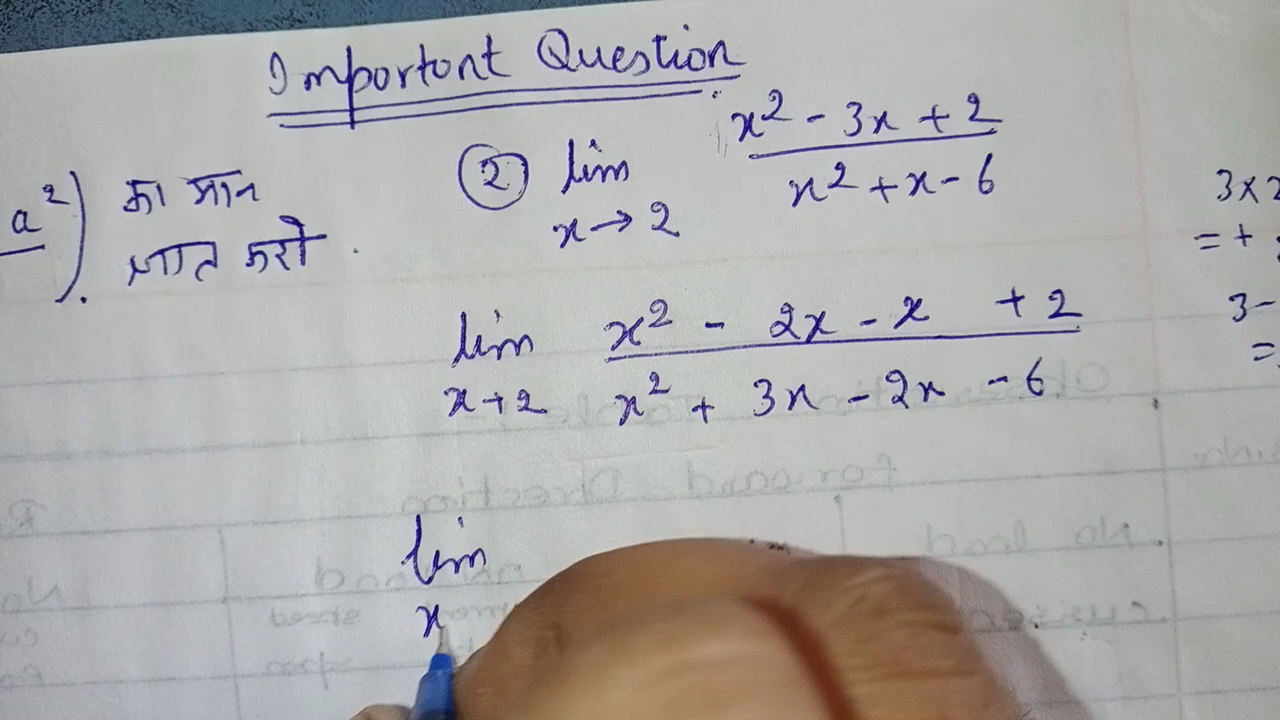 Important Question
a²). का मान
ज्ञात करो.
② lim x²-3x+2
x→2 x²+x-6
3x2
= +
lim x² - 2x - x + 2
x→2 x² + 3x - 2x - 6
3-
=
lim
x